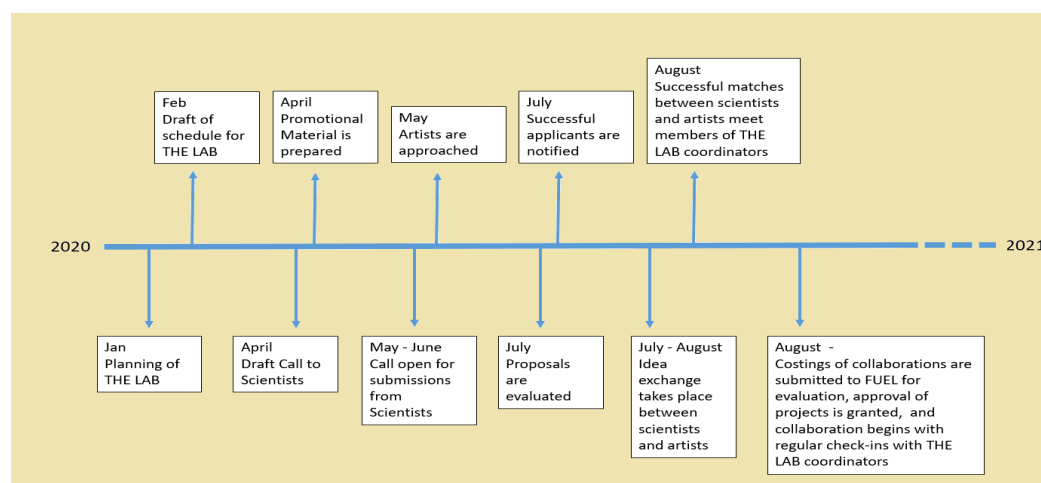 Feb
Draft of
schedule for
THE LAB
April
Promotional
Material is
prepared
May
Artists are
approached
July
Successful
applicants are
notified
August
Successful matches
between scientists
and artists meet
members of THE
LAB coordinators
2020
2021
Jan
Planning of
THE LAB
April
Draft Call to
Scientists
May - June
Call open for
submissions
from
Scientists
July
Proposals
are
evaluated
July - August
Idea
exchange
takes place
between
scientists
and artists
August -
Costings of collaborations are
submitted to FUEL for
evaluation, approval of
projects is granted, and
collaboration begins with
regular check-ins with THE
LAB coordinators